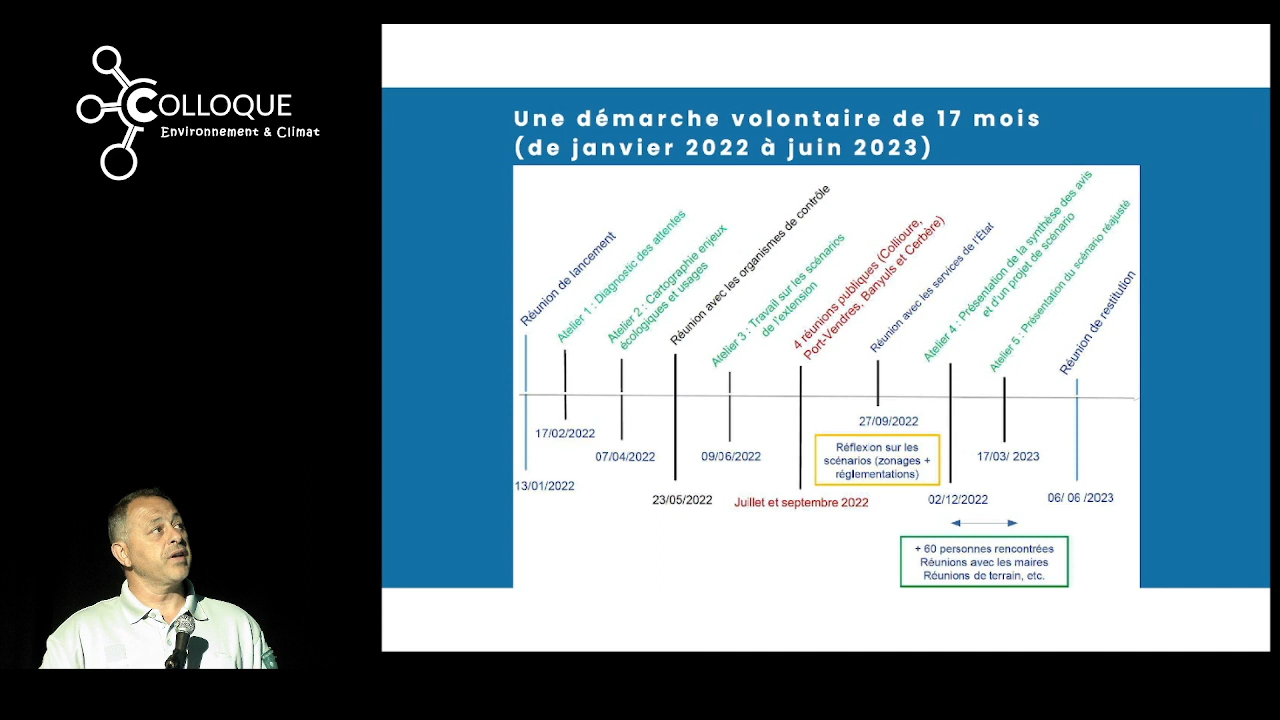 COLLOQUE
Environnement & Climat
Une démarche volontaire de 17 mois
(de janvier 2022 à juin 2023)
Réunion de lancement
Atelier 1 : Diagnostic des attentes
Atelier 2 : Cartographie enjeux
écologiques et usages
Réunion avec les organismes de contrôle
Atelier 3 : Travail sur les scénarios
de l'extension
4 réunions publiques (Collioure,
Port-Vendres, Banyuls et Cerbère)
Réunion avec les services de l'État
Atelier 4 : Présentation de la synthèse des avis
et d'un projet de scénario
Atelier 5 : Présentation du scénario réajusté
Réunion de restitution
13/01/2022
17/02/2022
07/04/2022
23/05/2022
09/06/2022
Juillet et septembre 2022
27/09/2022
Réflexion sur les
scénarios (zonages +
réglementations)
02/12/2022
17/03/ 2023
06/ 06 /2023
+ 60 personnes rencontrées
Réunions avec les maires
Réunions de terrain, etc.